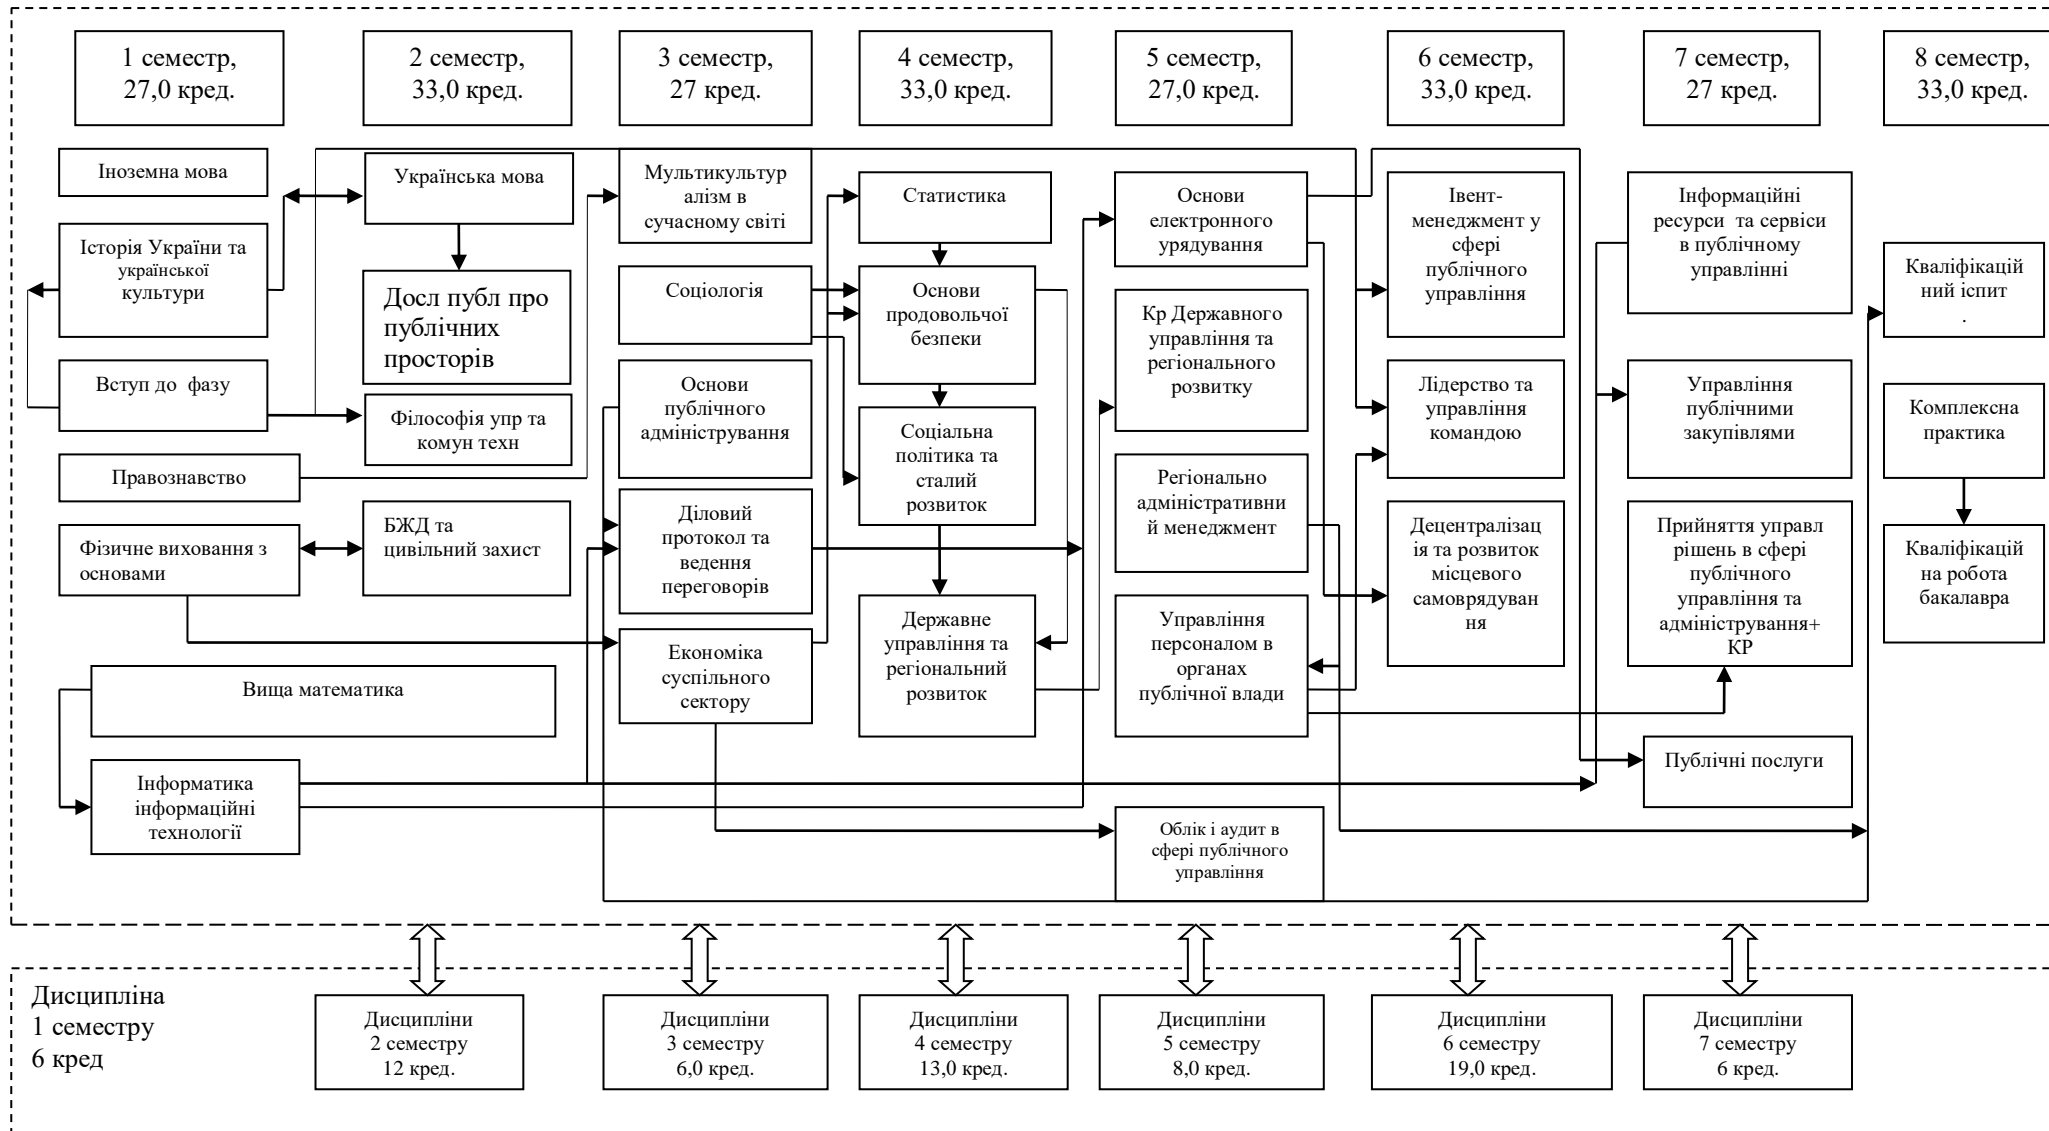 1 семестр,
27,0 кред.
2 семестр,
33,0 кред.
3 семестр,
27 кред.
4 семестр,
33,0 кред.
5 семестр,
27,0 кред.
6 семестр,
33,0 кред.
7 семестр,
27 кред.
8 семестр,
33,0 кред.
Іноземна мова
Історія України та
української
культури
Вступ до фазу
Правознавство
Фізичне виховання з
основами
Вища математика
Інформатика
інформаційні
технології
Українська мова
Досл публ про
публічних
просторів
Філософія упр та
комун техн
БЖД та
цивільний захист
Мультикультур
алізм в
сучасному світі
Соціологія
Основи
публічного
адміністрування
Діловий
протокол та
ведення
переговорів
Економіка
суспільного
сектору
Статистика
Основи
продовольчої
безпеки
Соціальна
політика та
сталий
розвиток
Державне
управління та
регіональний
розвиток
Основи
електронного
урядування
Кр Державного
управління та
регіонального
розвитку
Регіонально
адміністративни
й менеджмент
Управління
персоналом в
органах
публічної влади
Облік і аудит в
сфері публічного
управління
Івент-
менеджмент у
сфері
публічного
управління
Лідерство та
управління
командою
Децентралізац
ія та розвиток
місцевого
самоврядуван
ня
Інформаційні
ресурси та сервіси
в публічному
управлінні
Управління
публічними
закупівлями
Прийняття управл
рішень в сфері
публічного
управління та
адміністрування+
КР
Публічні послуги
Кваліфікацій
ний іспит
.
Комплексна
практика
Кваліфікацій
на робота
бакалавра
Дисципліна
1 семестру
6 кред
Дисципліни
2 семестру
12 кред.
Дисципліни
3 семестру
6,0 кред.
Дисципліни
4 семестру
13,0 кред.
Дисципліни
5 семестру
8,0 кред.
Дисципліни
6 семестру
19,0 кред.
Дисципліни
7 семестру
6 кред.